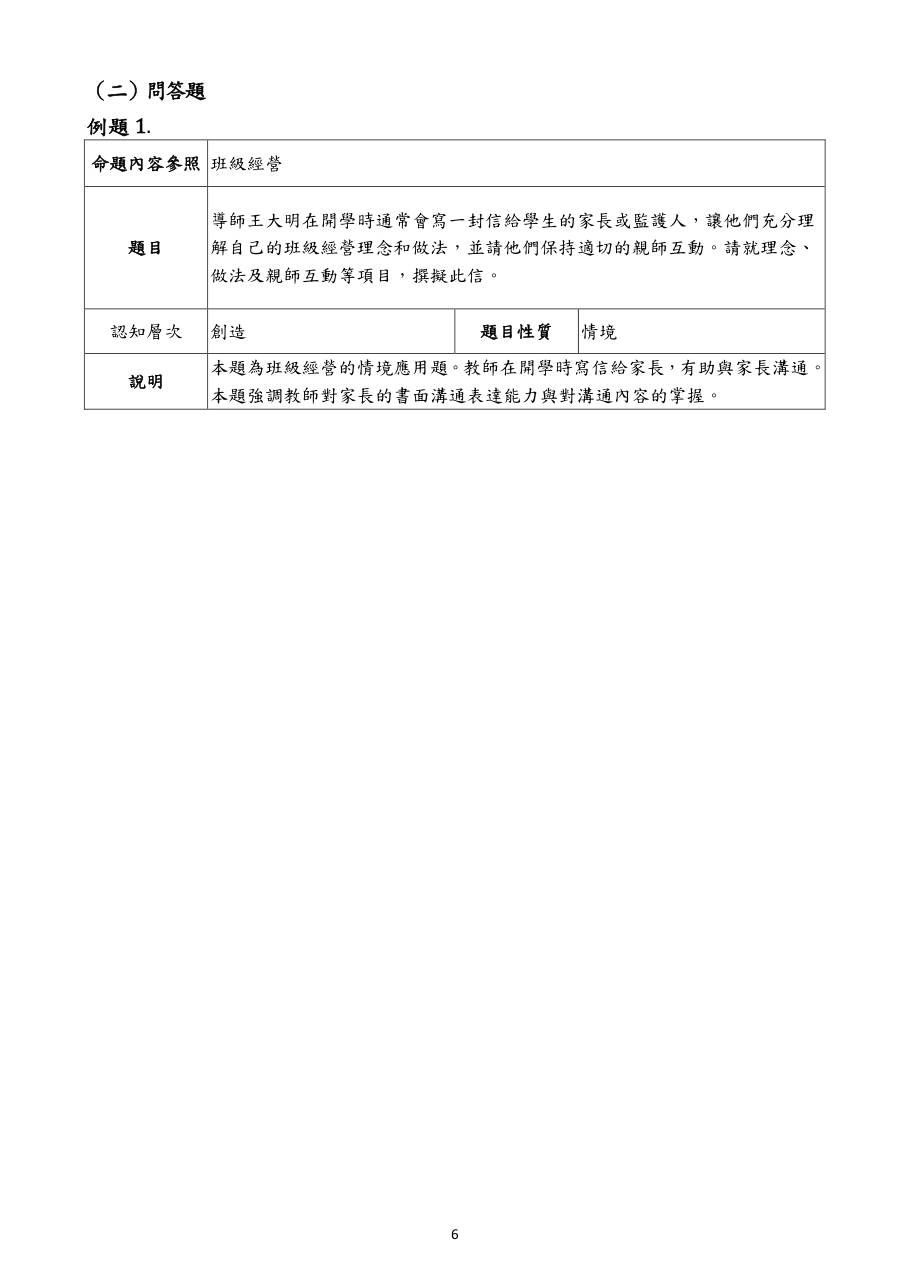 （二）問答題
例題 1.
命題內容參照 班級經營
題目
導師王大明在開學時通常會寫一封信給學生的家長或監護人，讓他們充分理
解自己的班級經營理念和做法，並請他們保持適切的親師互動。請就理念、
做法及親師互動等項目，撰擬此信。
認知層次 創造 題目性質 情境
說明
本題為班級經營的情境應用題。教師在開學時寫信給家長，有助與家長溝通。
本題強調教師對家長的書面溝通表達能力與對溝通內容的掌握。
6